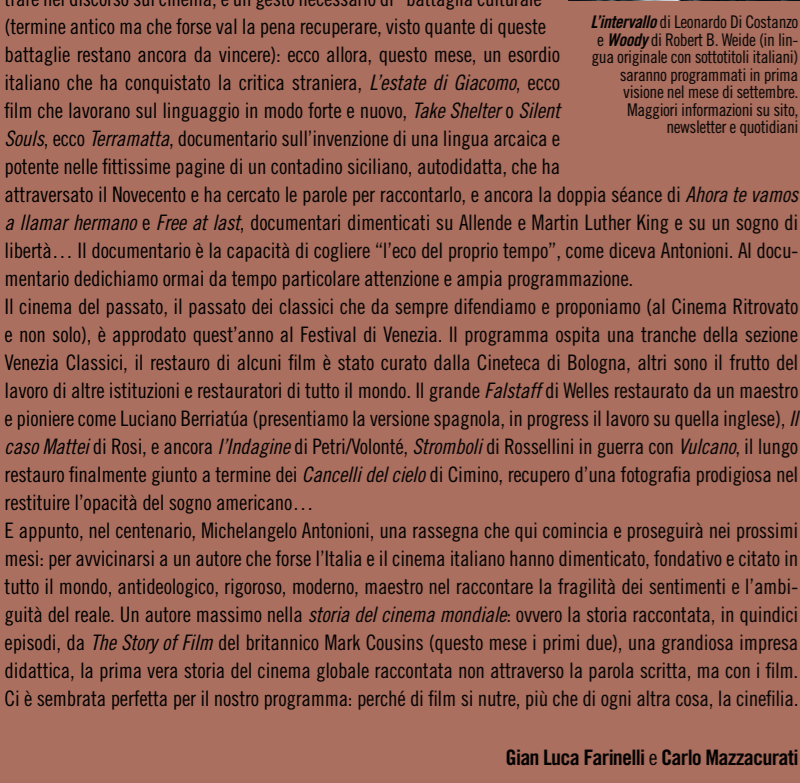 trare nel discorso sul cinema, è un gesto necessario di "battaglia culturale"
(termine antico ma che forse val la pena recuperare, visto quante di queste
battaglie restano ancora da vincere): ecco allora, questo mese, un esordio
italiano che ha conquistato la critica straniera, L'estate di Giacomo, ecco
film che lavorano sul linguaggio in modo forte e nuovo, Take Shelter o Silent
Souls, ecco Terramatta, documentario sull'invenzione di una lingua arcaica e
potente nelle fittissime pagine di un contadino siciliano, autodidatta, che ha
attraversato il Novecento e ha cercato le parole per raccontarlo, e ancora la doppia séance di Ahora te vamos
a llamar hermano e Free at last, documentari dimenticati su Allende e Martin Luther King e su un sogno di
libertà… Il documentario è la capacità di cogliere "l'eco del proprio tempo", come diceva Antonioni. Al docu-
mentario dedichiamo ormai da tempo particolare attenzione e ampia programmazione.
Il cinema del passato, il passato dei classici che da sempre difendiamo e proponiamo (al Cinema Ritrovato
e non solo), è approdato quest'anno al Festival di Venezia. Il programma ospita una tranche della sezione
Venezia Classici, il restauro di alcuni film è stato curato dalla Cineteca di Bologna, altri sono il frutto del
lavoro di altre istituzioni e restauratori di tutto il mondo. Il grande Falstaff di Welles restaurato da un maestro
e pioniere come Luciano Berriatúa (presentiamo la versione spagnola, in progress il lavoro su quella inglese), Il
caso Mattei di Rosi, e ancora l'Indagine di Petri/Volonté, Stromboli di Rossellini in guerra con Vulcano, il lungo
restauro finalmente giunto a termine dei Cancelli del cielo di Cimino, recupero d'una fotografia prodigiosa nel
restituire l'opacità del sogno americano…
E appunto, nel centenario, Michelangelo Antonioni, una rassegna che qui comincia e proseguirà nei prossimi
mesi: per avvicinarsi a un autore che forse l'Italia e il cinema italiano hanno dimenticato, fondativo e citato in
tutto il mondo, antideologico, rigoroso, moderno, maestro nel raccontare la fragilità dei sentimenti e l'ambi-
guità del reale. Un autore massimo nella storia del cinema mondiale: ovvero la storia raccontata, in quindici
episodi, da The Story of Film del britannico Mark Cousins (questo mese i primi due), una grandiosa impresa
didattica, la prima vera storia del cinema globale raccontata non attraverso la parola scritta, ma con i film.
Ci è sembrata perfetta per il nostro programma: perché di film si nutre, più che di ogni altra cosa, la cinefilia.
Gian Luca Farinelli e Carlo Mazzacurati
L'intervallo di Leonardo Di Costanzo
e Woody di Robert B. Weide (in lin-
gua originale con sottotitoli italiani)
saranno programmati in prima
visione nel mese di settembre.
Maggiori informazioni su sito,
newsletter e quotidiani